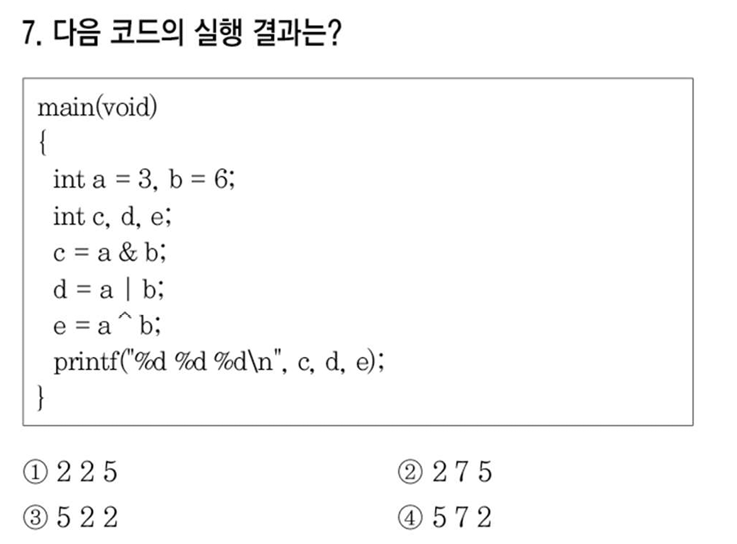 7. 다음 코드의 실행 결과는?
main(void)
{
int a = 3, b = 6;
int c, d, e;
c = a & b;
d = a | b;
e = a ^ b;
printf("%d %d %d\n", c, d, e);
}
① 2 2 5 ② 2 7 5
③ 5 2 2 ④ 5 7 2